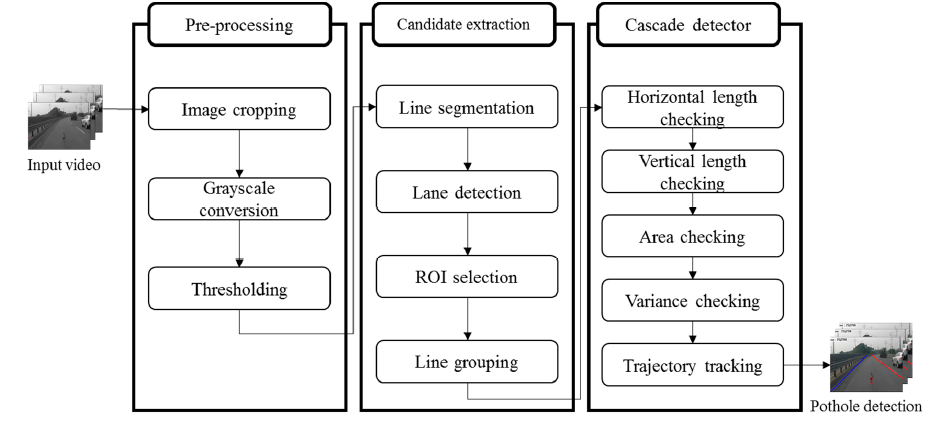 Pre-processing
Candidate extraction
Cascade detector
Input video
Image cropping
Grayscale
conversion
Thresholding
Line segmentation
Lane detection
ROI selection
Line grouping
Horizontal length
checking
Vertical length
checking
Area checking
Variance checking
Trajectory tracking
Pothole detection